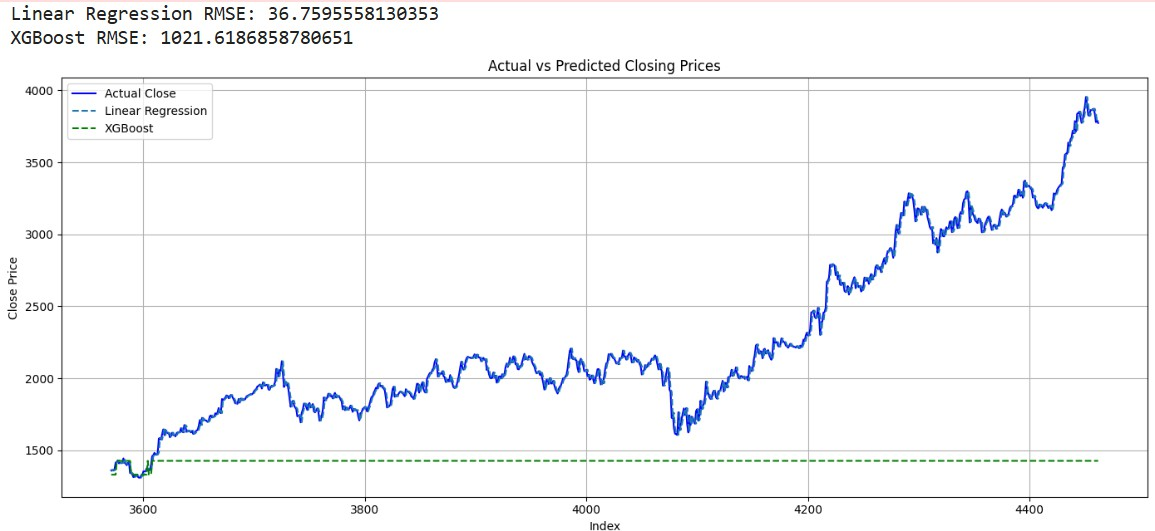 Linear Regression RMSE: 36.7595558130353
XGBoost RMSE: 1021.6186858780651
Actual vs Predicted Closing Prices
Actual Close
Linear Regression
XGBoost
Close Price
4000
3500
3000
2500
2000
1500
3600 3800 4000 4200 4400
Index